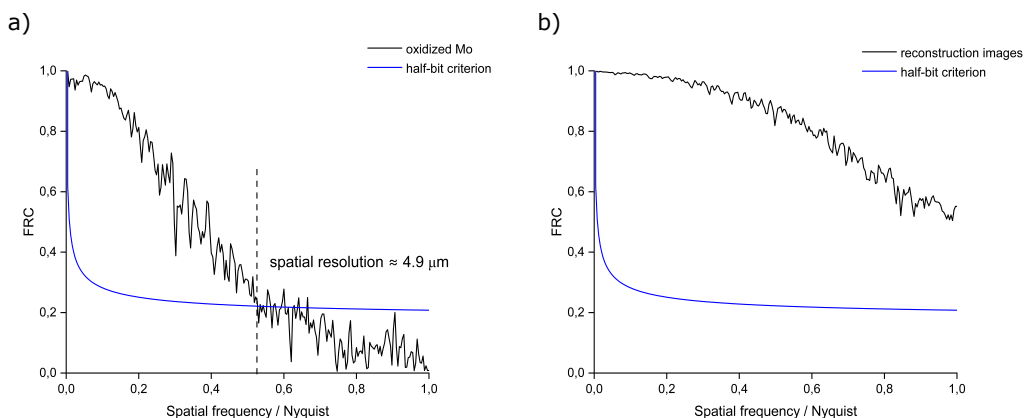 a)
oxidized Mo
half-bit criterion
1,0
0,8
0,6
0,4
0,2
0,0
FRC
spatial resolution ≈ 4.9 μm
0,0 0,2 0,4 0,6 0,8 1,0
Spatial frequency / Nyquist
b)
reconstruction images
half-bit criterion
1,0
0,8
0,6
0,4
0,2
0,0
FRC
0,0 0,2 0,4 0,6 0,8 1,0
Spatial frequency / Nyquist